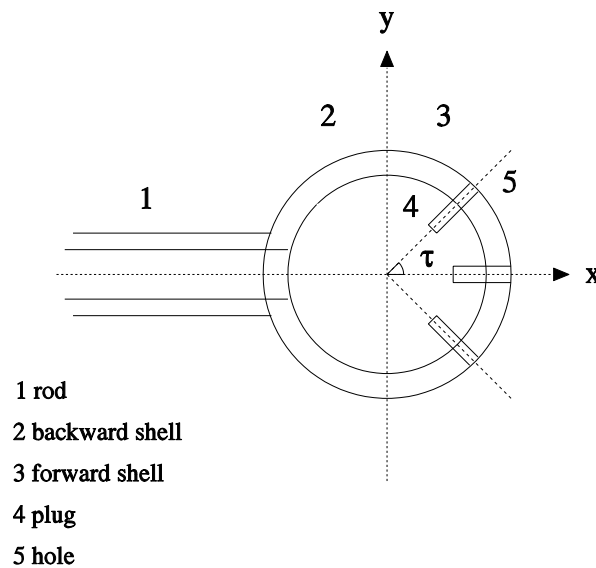 y
2
3
5
1
4
τ
x
1 rod
2 backward shell
3 forward shell
4 plug
5 hole